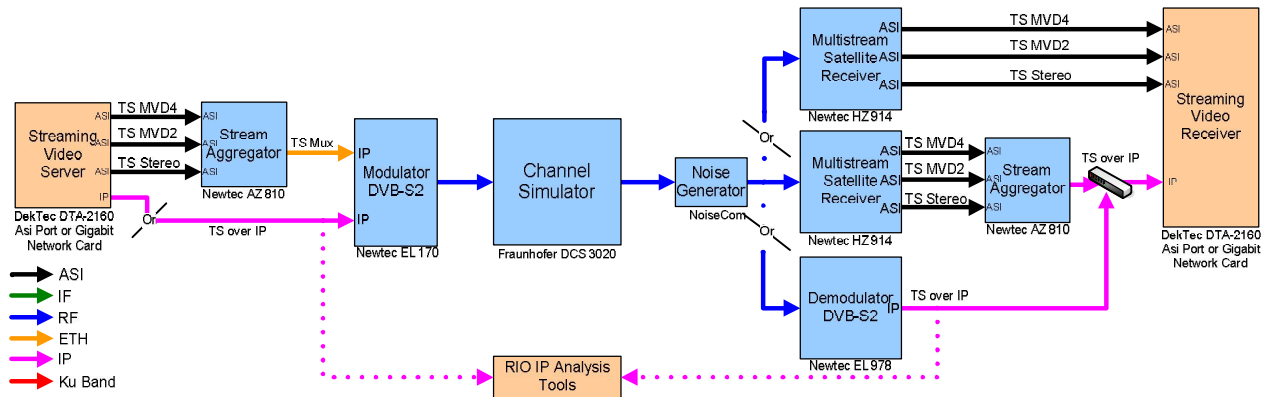 ASI
TS MVD4
ASI
Multistream
Satellite
Receiver
ASI
TS MVD2
ASI
ASI
TS Stereo
ASI
Newtec HZ914
Streaming
Video
Receiver
IP
DekTec DTA-2160
Asi Port or Gigabit
Network Card
Streaming
Video
Server
ASI
TS MVD4
ASI
ASI
TS MVD2
ASI
ASI
TS Stereo
ASI
IP
DekTec DTA-2160
Asi Port or Gigabit
Network Card
Stream
Aggregator
Newtec AZ810
TS Mux
Or
TS over IP
IP
Modulator
DVB-S2
IP
Newtec EL170
Channel
Simulator
Fraunhofer DCS3020
Noise
Generator
NoiseCom
Or
Or
Multistream
Satellite
Receiver
ASI
TS MVD4
ASI
ASI
TS MVD2
ASI
ASI
TS Stereo
ASI
Newtec HZ914
Stream
Aggregator
Newtec AZ810
TS over IP
Demodulator
DVB-S2
IP
TS over IP
Newtec EL978
RIO IP Analysis
Tools
ASI
IF
RF
ETH
IP
Ku Band